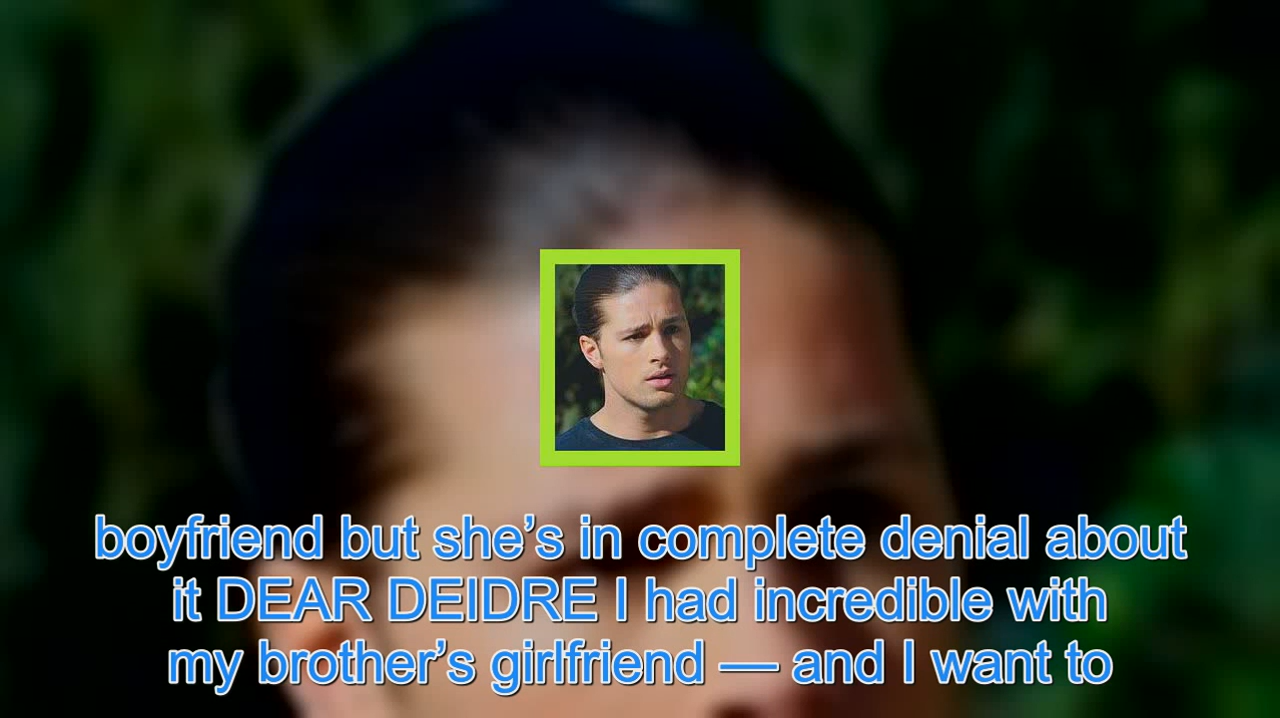 boyfriend but she’s in complete denial about
it DEAR DEIDRE I had incredible with
my brother’s girlfriend — and I want to